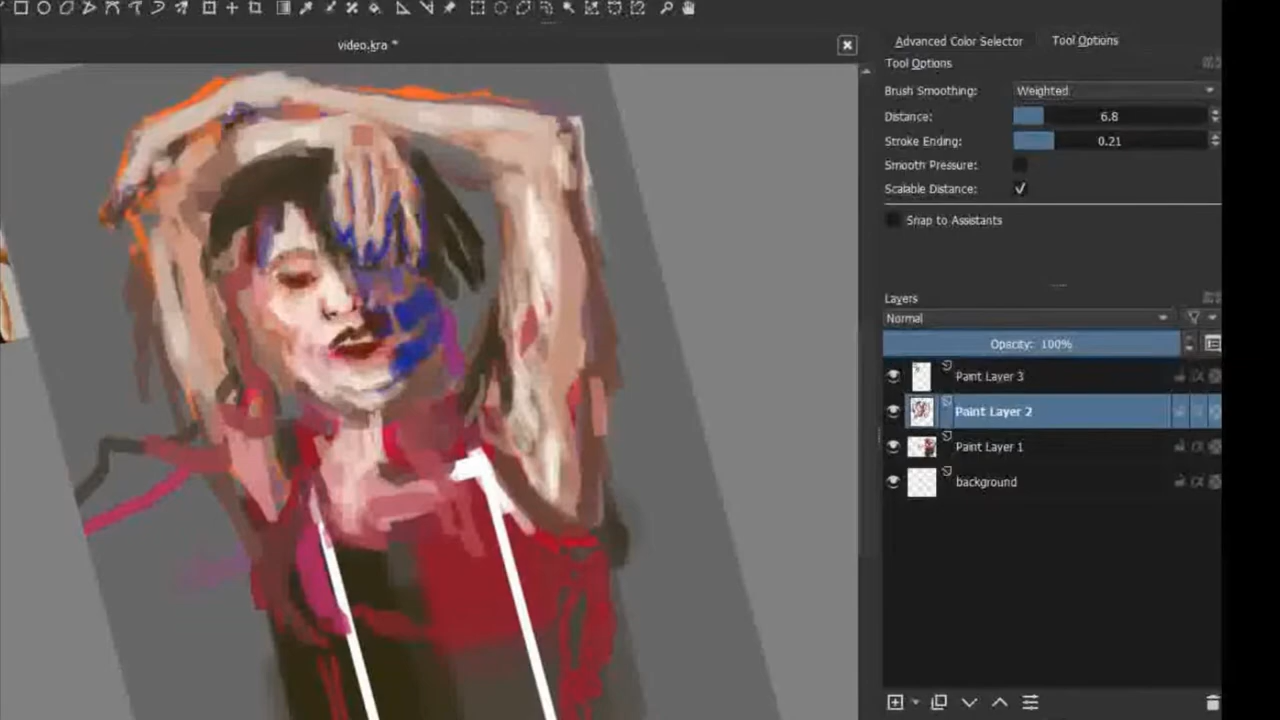 video.kra *
Advanced Color Selector
Tool Options
Tool Options
Brush Smoothing: Weighted
Distance: 6.8
Stroke Ending: 0.21
Smooth Pressure:
Scalable Distance:
Snap to Assistants
Layers
Normal
Opacity: 100%
Paint Layer 3
Paint Layer 2
Paint Layer 1
background